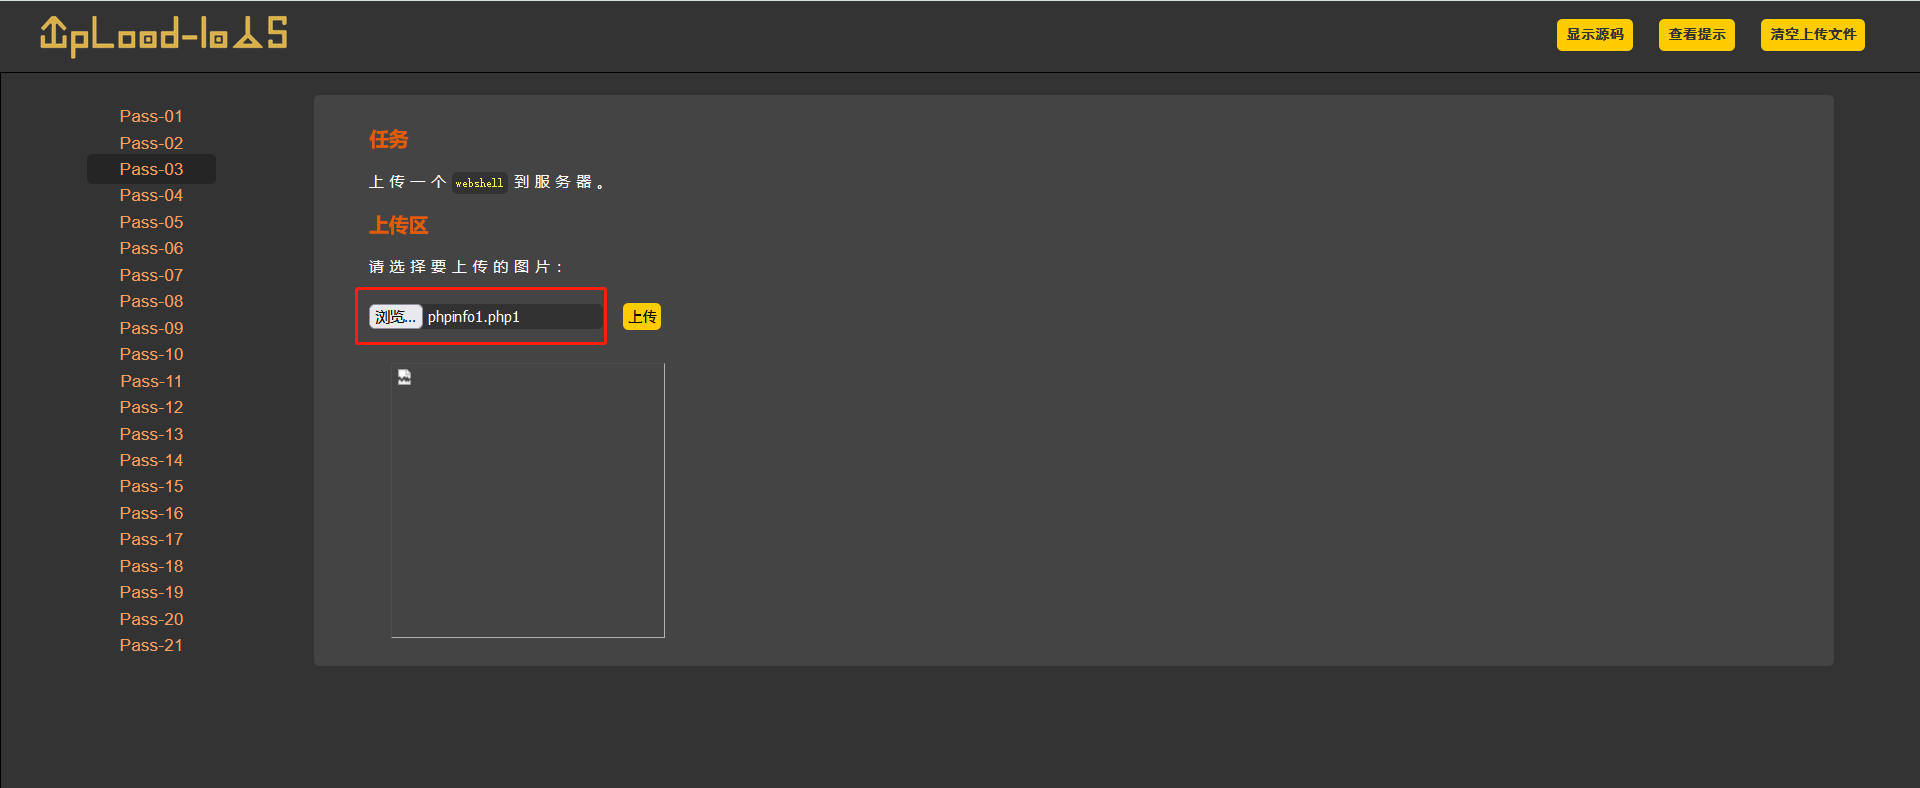 UpLoad-labs
显示源码 查看提示 清空上传文件
Pass-01
Pass-02
Pass-03
Pass-04
Pass-05
Pass-06
Pass-07
Pass-08
Pass-09
Pass-10
Pass-11
Pass-12
Pass-13
Pass-14
Pass-15
Pass-16
Pass-17
Pass-18
Pass-19
Pass-20
Pass-21
任务
上传一个 webshell 到服务器。
上传区
请选择要上传的图片：
浏览... phpinfo1.php1 上传